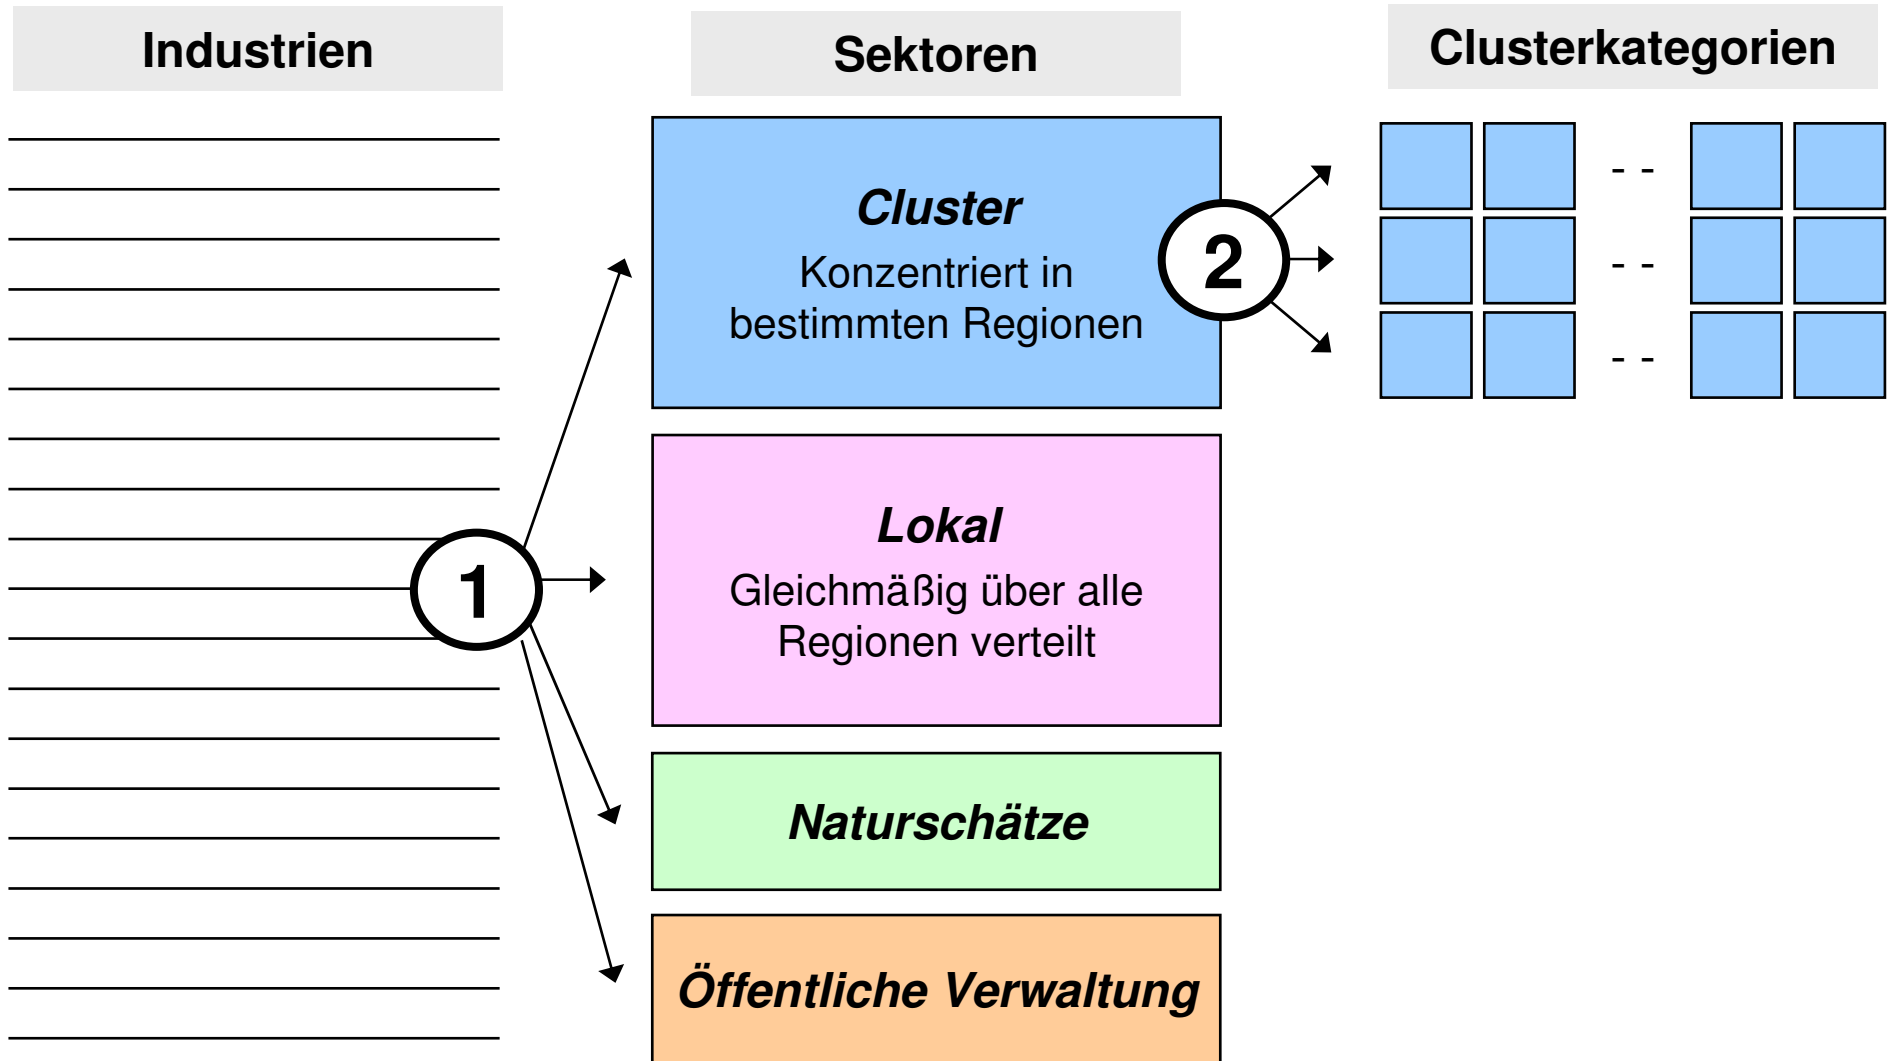 Industrien
Sektoren
Clusterkategorien
Cluster
Konzentriert in
bestimmten Regionen
2
- -
- -
- -
Lokal
Gleichmäßig über alle
Regionen verteilt
1
Naturschätze
Öffentliche Verwaltung